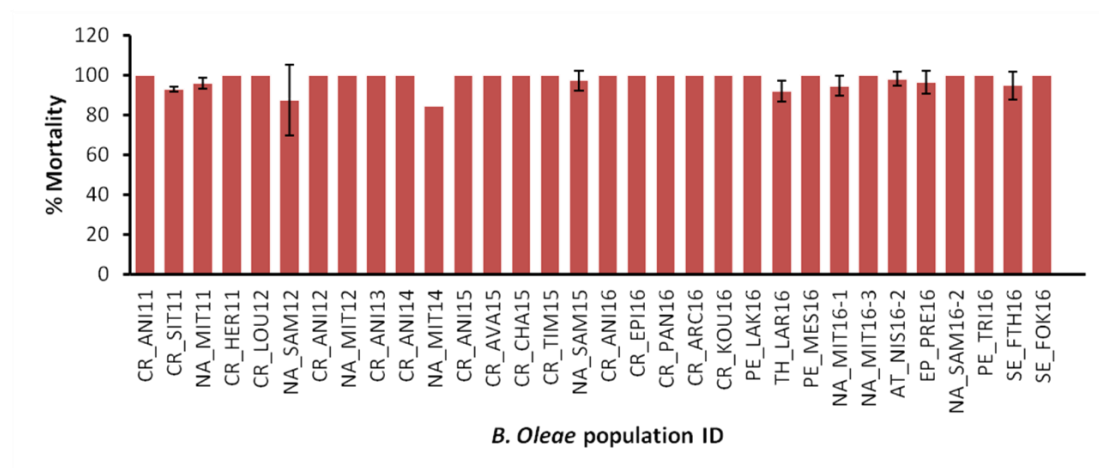 120
100
80
60
40
20
0
% Mortality
CR_ANI11
CR_SIT11
NA_MIT11
CR_HER11
CR_LOU12
NA_SAM12
CR_ANI12
NA_MIT12
CR_ANI13
CR_ANI14
NA_MIT14
CR_ANI15
CR_AVA15
CR_CHA15
CR_TIM15
NA_SAM15
CR_ANI16
CR_EPI16
CR_PAN16
CR_ARC16
CR_KOU16
PE_LAK16
TH_LAR16
PE_MES16
NA_MIT16-1
NA_MIT16-3
AT_NIS16-2
EP_PRE16
NA_SAM16-2
PE_TRI16
SE_FTH16
SE_FOK16
B. Oleae population ID